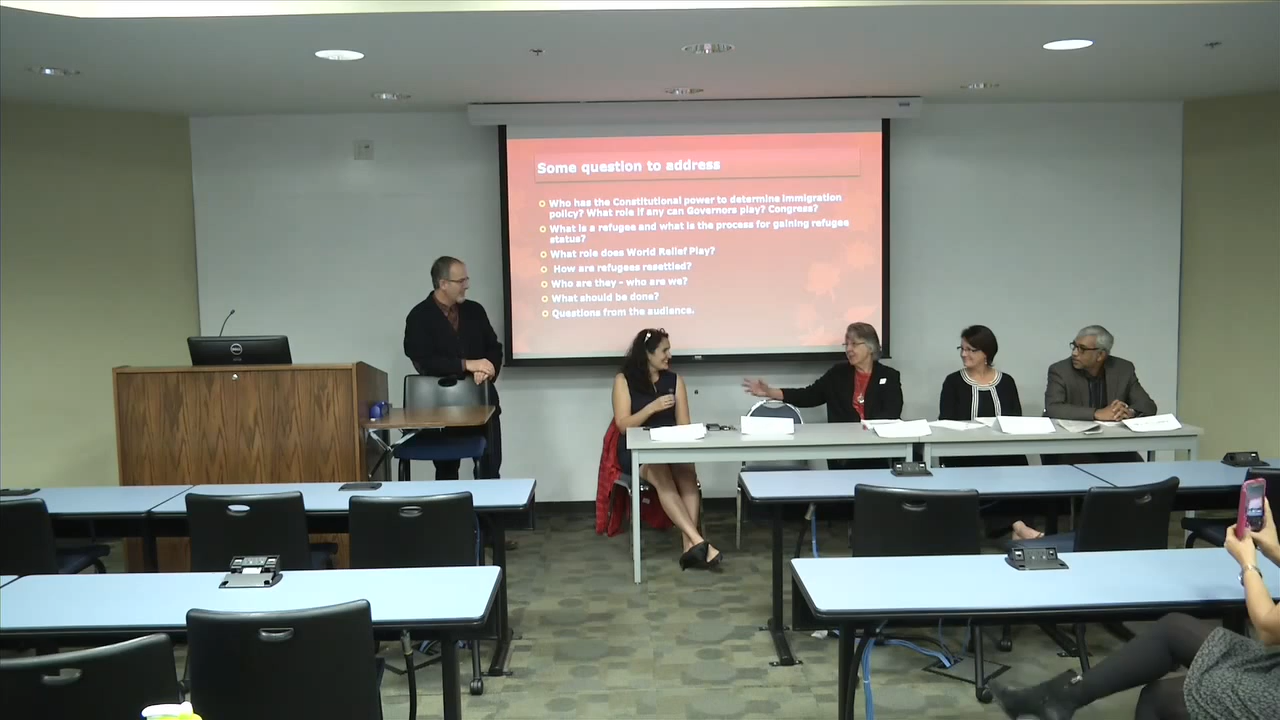 Some question to address
Who has the Constitutional power to determine immigration
policy? What role if any can Governors play? Congress?
What is a refugee and what is the process for gaining refugee
status?
What role does World Relief Play?
How are refugees resettled?
Who are they - who are we?
What should be done?
Questions from the audience.
DELL